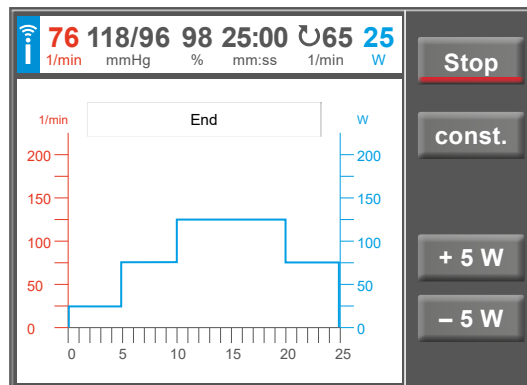 76 118/96 98 25:00 ↻65 25
1/min mmHg % mm:ss 1/min W
Stop
1/min End W
const.
200 200
150 150
100 100
+ 5 W
50 50
– 5 W
0 0
0 5 10 15 20 25